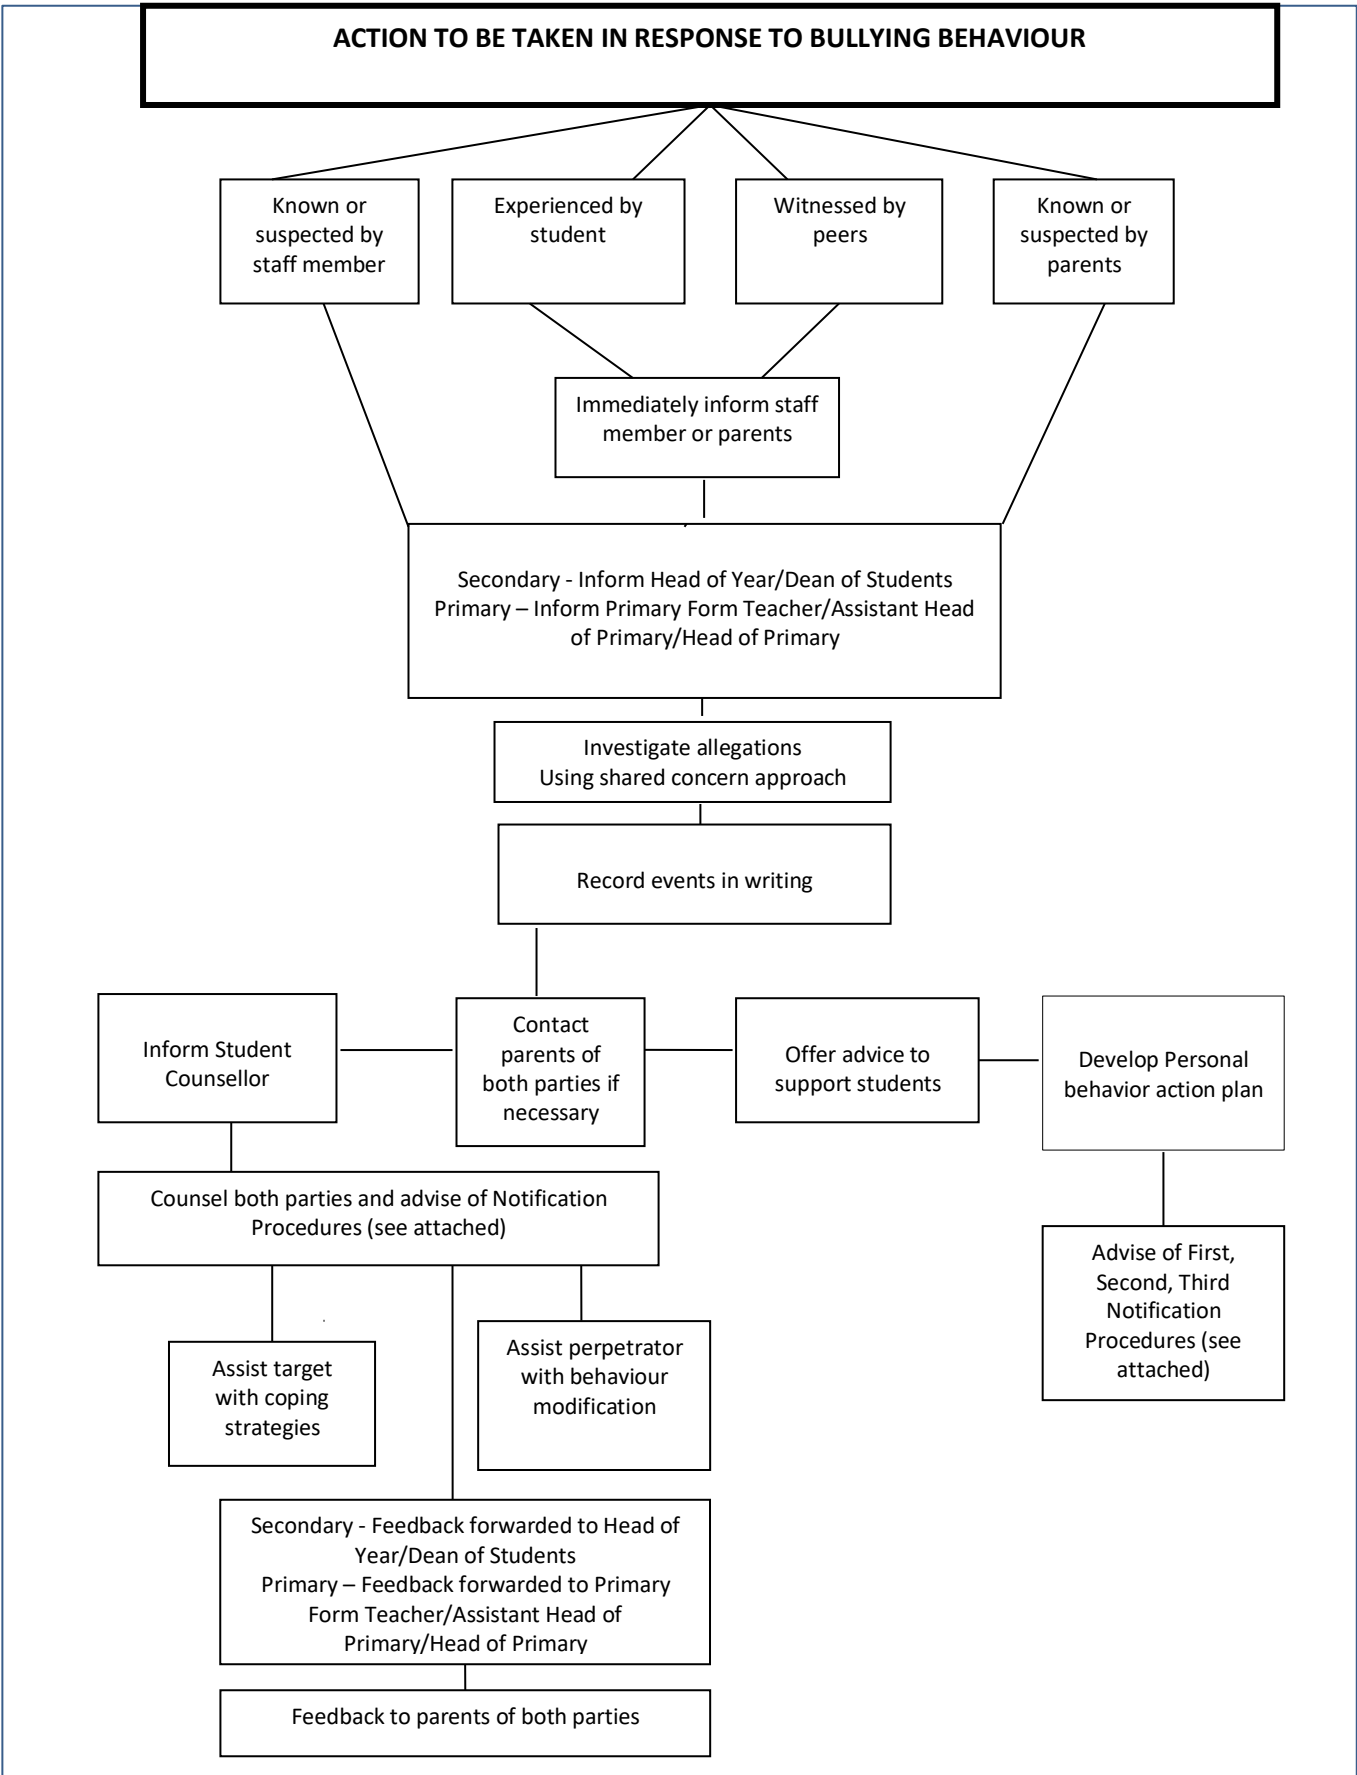 ACTION TO BE TAKEN IN RESPONSE TO BULLYING BEHAVIOUR
Known or
suspected by
staff member
Experienced by
student
Witnessed by
peers
Known or
suspected by
parents
Immediately inform staff
member or parents
Secondary - Inform Head of Year/Dean of Students
Primary – Inform Primary Form Teacher/Assistant Head
of Primary/Head of Primary
Investigate allegations
Using shared concern approach
Record events in writing
Inform Student
Counsellor
Contact
parents of
both parties if
necessary
Offer advice to
support students
Develop Personal
behavior action plan
Counsel both parties and advise of Notification
Procedures (see attached)
Advise of First,
Second, Third
Notification
Procedures (see
attached)
Assist target
with coping
strategies
Assist perpetrator
with behaviour
modification
Secondary - Feedback forwarded to Head of
Year/Dean of Students
Primary – Feedback forwarded to Primary
Form Teacher/Assistant Head of
Primary/Head of Primary
Feedback to parents of both parties